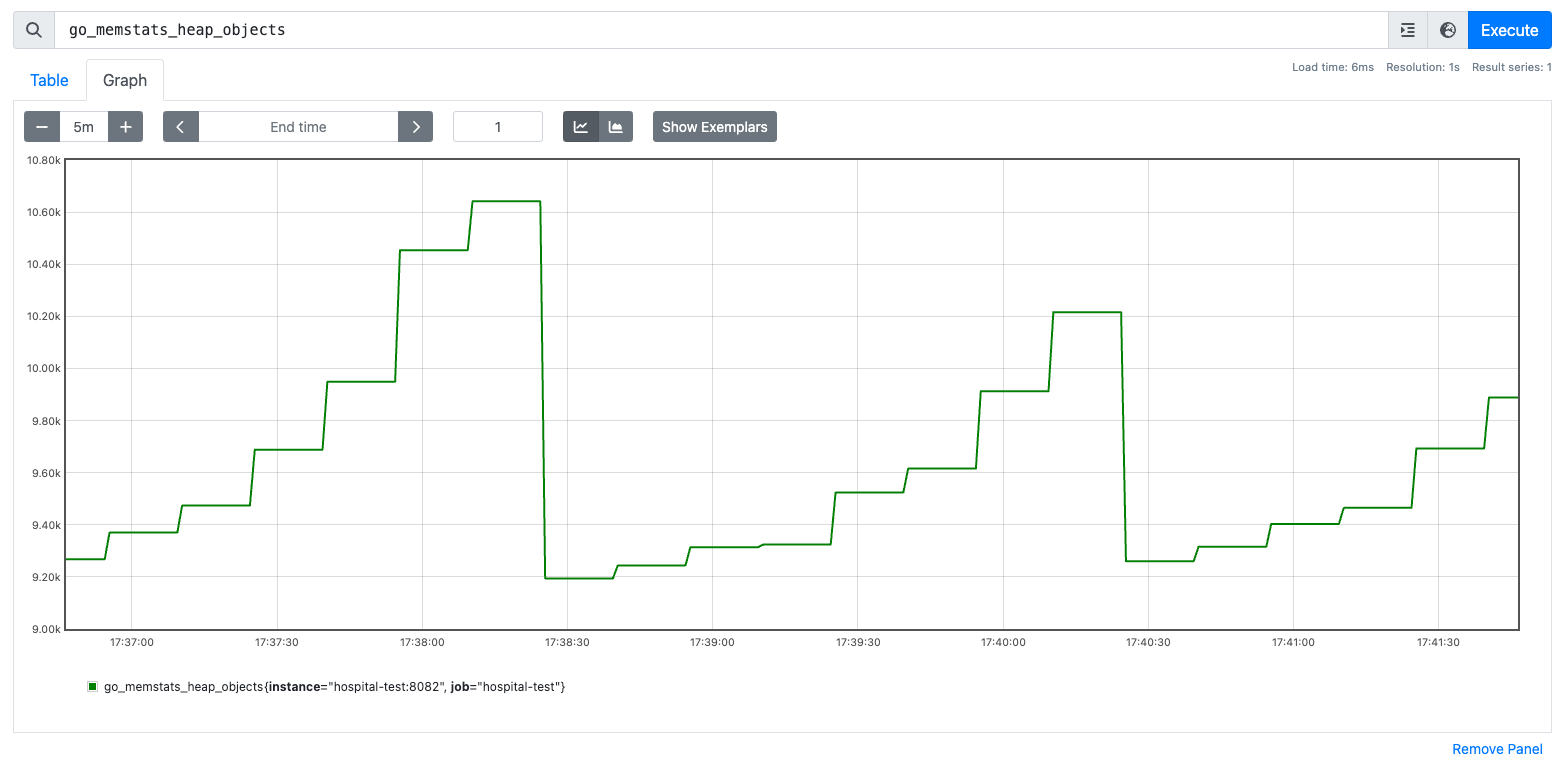 go_memstats_heap_objects
Execute
Table
Graph
Load time: 6ms Resolution: 1s Result series: 1
5m
End time
1
Show Exemplars
10.80k
10.60k
10.40k
10.20k
10.00k
9.80k
9.60k
9.40k
9.20k
9.00k
17:37:00 17:37:30 17:38:00 17:38:30 17:39:00 17:39:30 17:40:00 17:40:30 17:41:00 17:41:30
go_memstats_heap_objects{instance="hospital-test:8082", job="hospital-test"}
Remove Panel